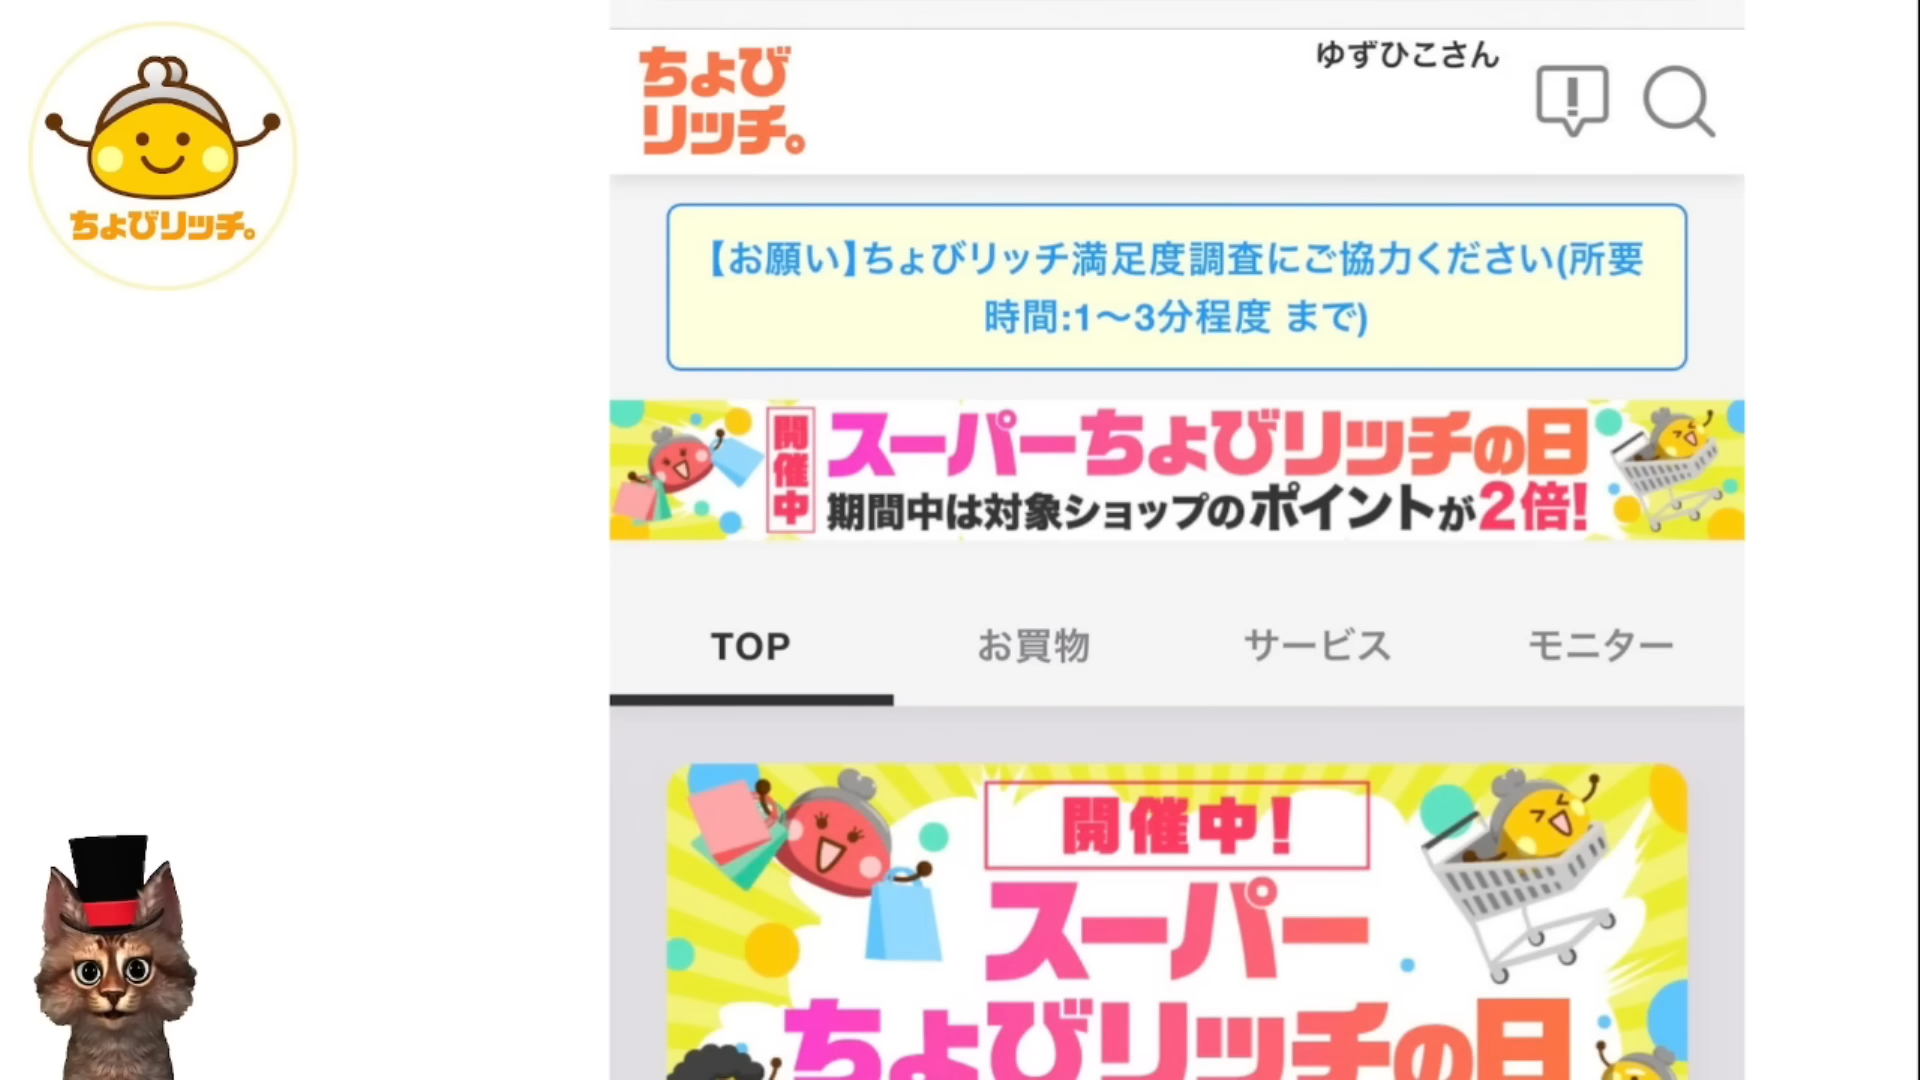 ちょびリッチ。
ちょび
リッチ。
ゆずひこさん
【お願い】ちょびリッチ満足度調査にご協力ください(所要
時間:1〜3分程度 まで)
開催中
スーパーちょびリッチの日
期間中は対象ショップのポイントが2倍!
TOP お買物 サービス モニター
開催中!
スーパー
ちょびリッチの日